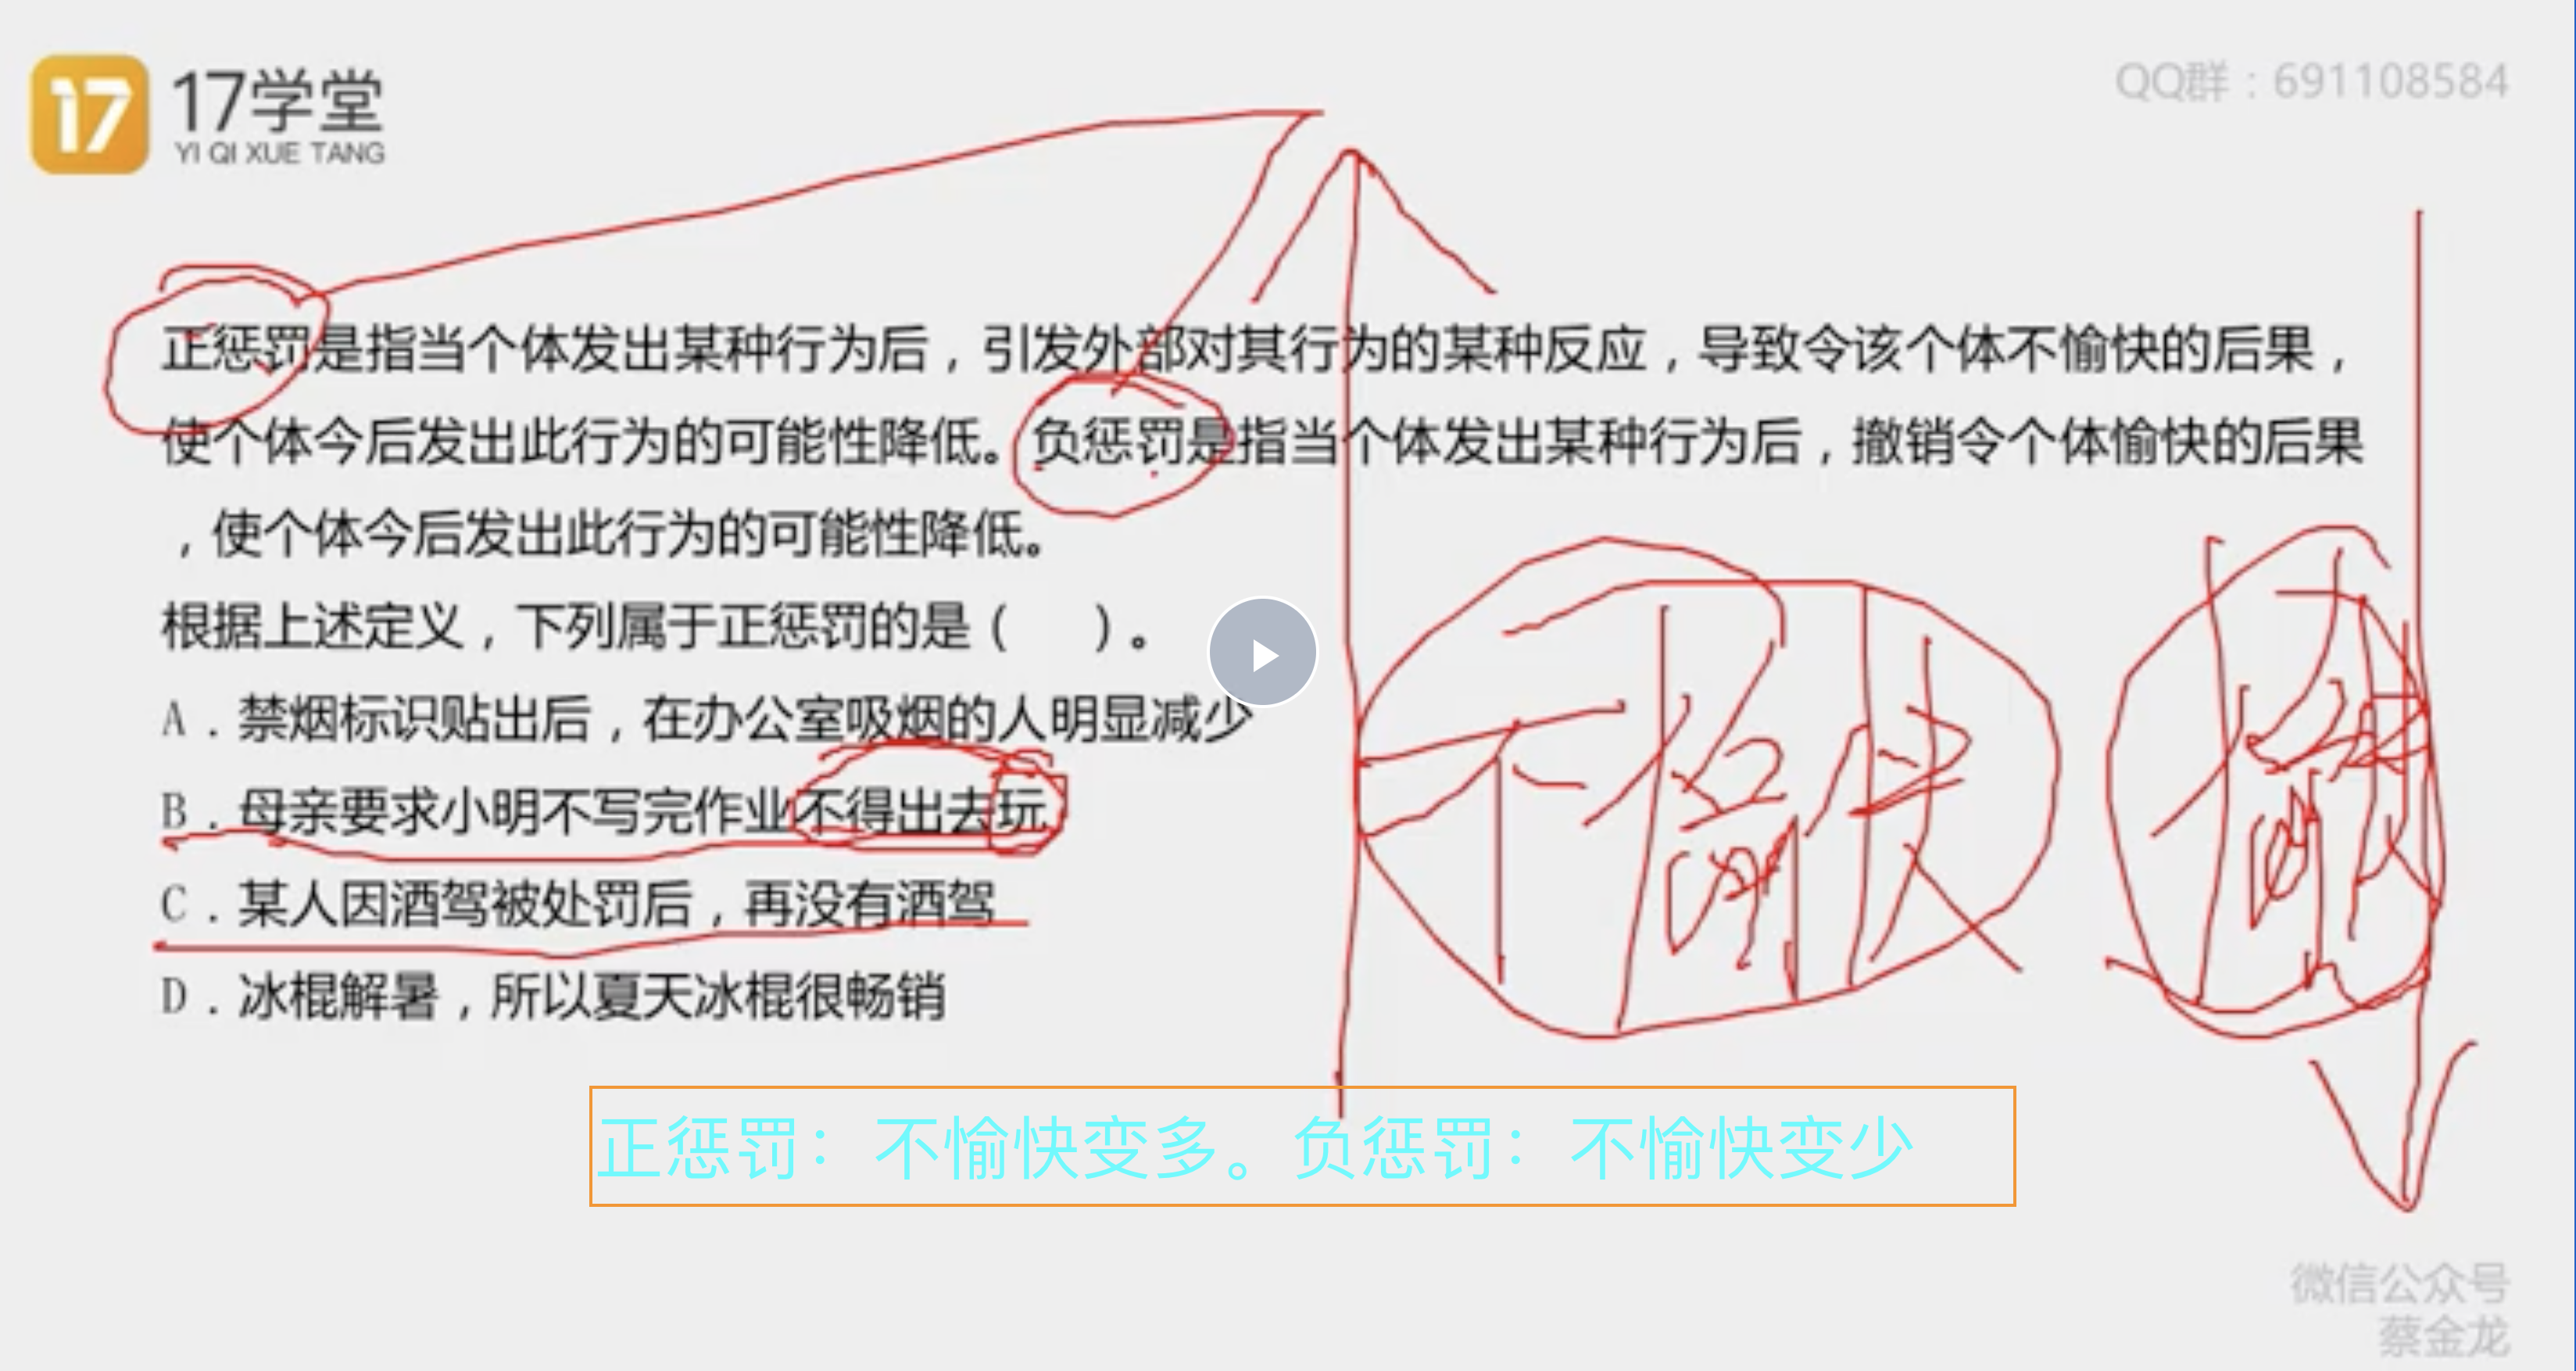 17
17学堂
YI QI XUE TANG
QQ群：691108584
正惩罚是指当个体发出某种行为后，引发外部对其行为的某种反应，导致令该个体不愉快的后果，
使个体今后发出此行为的可能性降低。负惩罚是指当个体发出某种行为后，撤销令个体愉快的后果
，使个体今后发出此行为的可能性降低。
根据上述定义，下列属于正惩罚的是（　）。
A．禁烟标识贴出后，在办公室吸烟的人明显减少
B．母亲要求小明不写完作业不得出去玩
C．某人因酒驾被处罚后，再没有酒驾
D．冰棍解暑，所以夏天冰棍很畅销
不愉快
愉快
正惩罚：不愉快变多。负惩罚：不愉快变少
微信公众号
蔡金龙